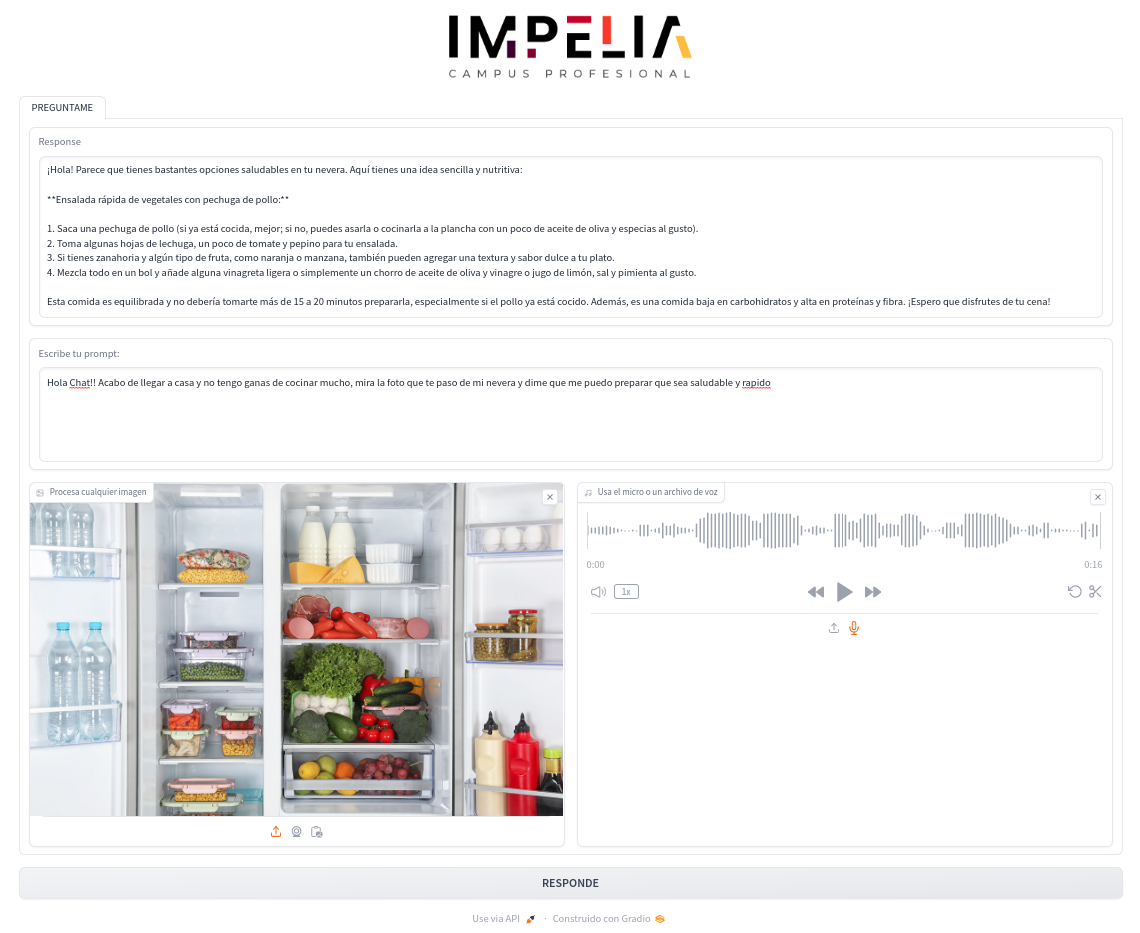 IMPELIA
CAMPUS PROFESIONAL
PREGUNTAME
Response
¡Hola! Parece que tienes bastantes opciones saludables en tu nevera. Aquí tienes una idea sencilla y nutritiva:
**Ensalada rápida de vegetales con pechuga de pollo:**
1. Saca una pechuga de pollo (si ya está cocida, mejor; si no, puedes asarla o cocinarla a la plancha con un poco de aceite de oliva y especias al gusto).
2. Toma algunas hojas de lechuga, un poco de tomate y pepino para tu ensalada.
3. Si tienes zanahoria y algún tipo de fruta, como naranja o manzana, también pueden agregar una textura y sabor dulce a tu plato.
4. Mezcla todo en un bol y añade alguna vinagreta ligera o simplemente un chorro de aceite de oliva y vinagre o jugo de limón, sal y pimienta al gusto.
Esta comida es equilibrada y no debería tomarte más de 15 a 20 minutos prepararla, especialmente si el pollo ya está cocido. Además, es una comida baja en carbohidratos y alta en proteínas y fibra. ¡Espero que disfrutes de tu cena!
Escribe tu prompt:
Hola Chat!! Acabo de llegar a casa y no tengo ganas de cocinar mucho, mira la foto que te paso de mi nevera y dime que me puedo preparar que sea saludable y rapido
Procesa cualquier imagen
Usa el micro o un archivo de voz
0:00
0:16
1x
RESPONDE
Use via API · Construido con Gradio